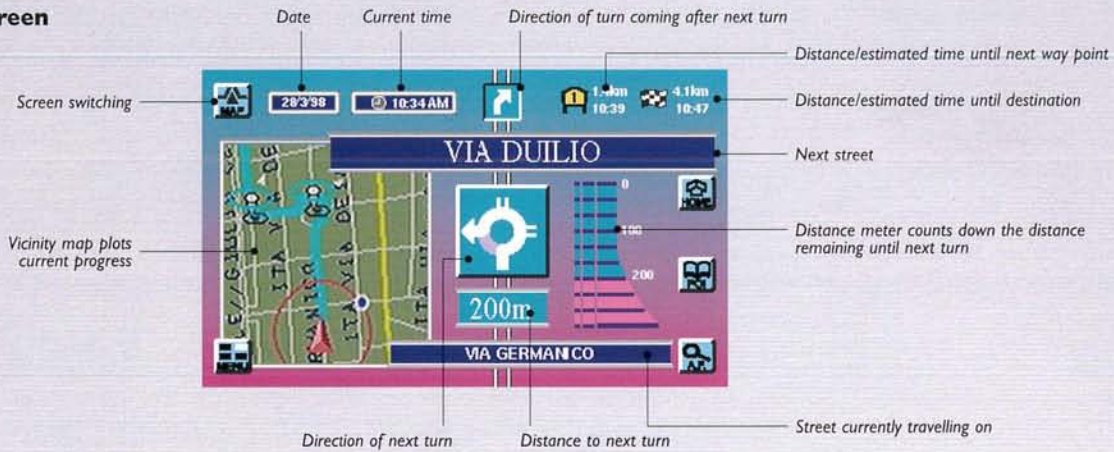 reen
Date
Current time
Direction of turn coming after next turn
Distance/estimated time until next way point
Screen switching
Distance/estimated time until destination
MAP
28/3/98
10:34 AM
1
10:39
4.1km
10:47
VIA DUILIO
Next street
HOME
0
100
200
Distance meter counts down the distance
remaining until next turn
Vicinity map plots
current progress
200m
VIA GERMANICO
MENU
Street currently travelling on
Direction of next turn
Distance to next turn